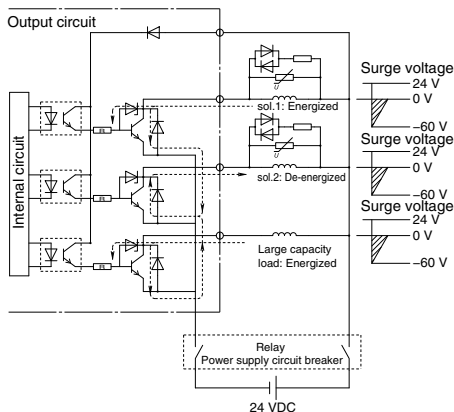 Output circuit
Internal circuit
Surge voltage
24 V
0 V
−60 V
sol.1: Energized
Surge voltage
24 V
0 V
−60 V
sol.2: De-energized
Surge voltage
24 V
0 V
−60 V
Large capacity
load: Energized
Relay
Power supply circuit breaker
24 VDC